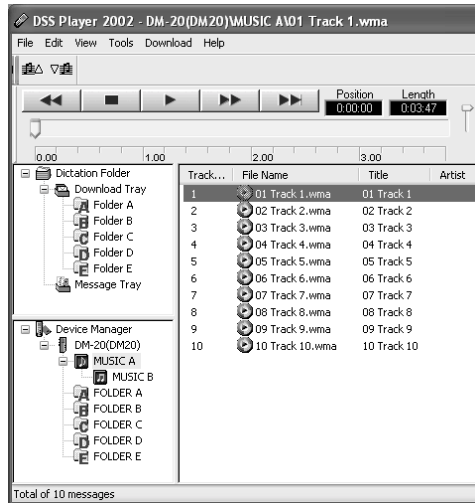 DSS Player 2002 - DM-20(DM20)\MUSIC A\01 Track 1.wma
File Edit View Tools Download Help
Position Length
0:00:00 0:03:47
0.00 1:00 2.00 3.00
Dictation Folder
Download Tray
Folder A
Folder B
Folder C
Folder D
Folder E
Message Tray
Device Manager
DM-20(DM20)
MUSIC A
MUSIC B
FOLDER A
FOLDER B
FOLDER C
FOLDER D
FOLDER E
Track... File Name Title Artist
1 01 Track 1.wma 01 Track 1
2 02 Track 2.wma 02 Track 2
3 03 Track 3.wma 03 Track 3
4 04 Track 4.wma 04 Track 4
5 05 Track 5.wma 05 Track 5
6 06 Track 6.wma 06 Track 6
7 07 Track 7.wma 07 Track 7
8 08 Track 8.wma 08 Track 8
9 09 Track 9.wma 09 Track 9
10 10 Track 10.wma 10 Track 10
Total of 10 messages